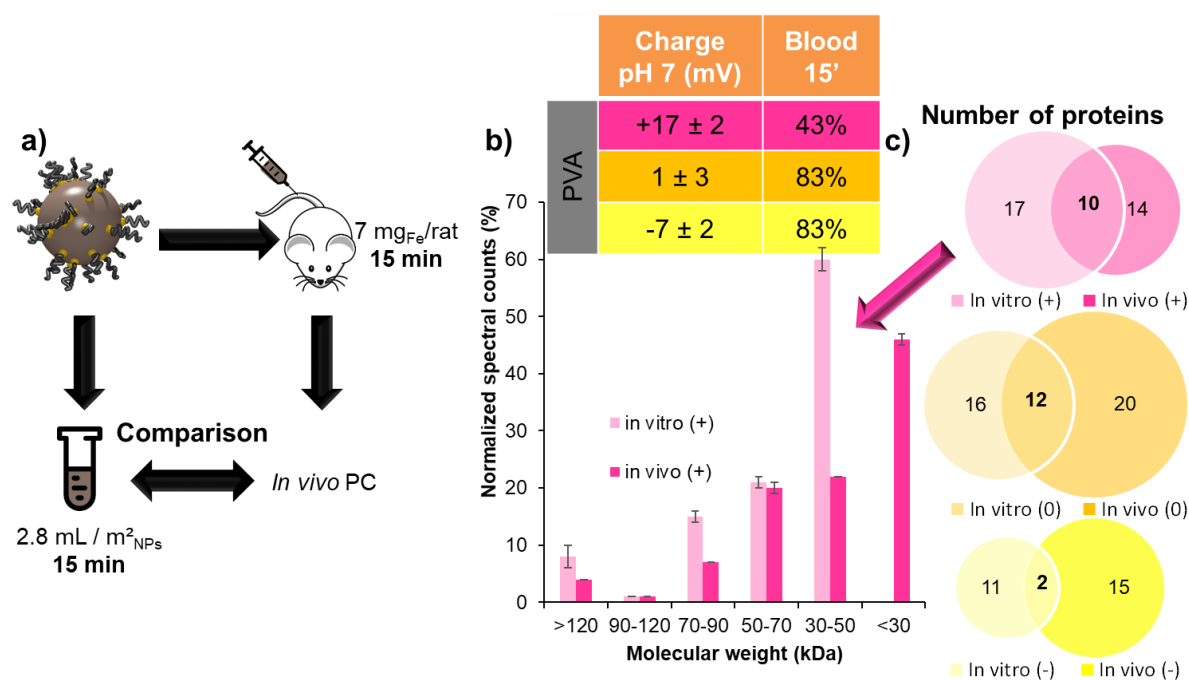 a)
7 mgFe/rat
15 min
Comparison
In vivo PC
2.8 mL / m²NPs
15 min
b)
Charge
pH 7 (mV)
Blood
15’
PVA
+17 ± 2
43%
1 ± 3
83%
-7 ± 2
83%
Normalized spectral counts (%)
70
60
50
40
30
20
10
0
in vitro (+)
in vivo (+)
>120
90-120
70-90
50-70
30-50
<30
Molecular weight (kDa)
c)
Number of proteins
17
10
14
In vitro (+)
In vivo (+)
16
12
20
In vitro (0)
In vivo (0)
11
2
15
In vitro (-)
In vivo (-)